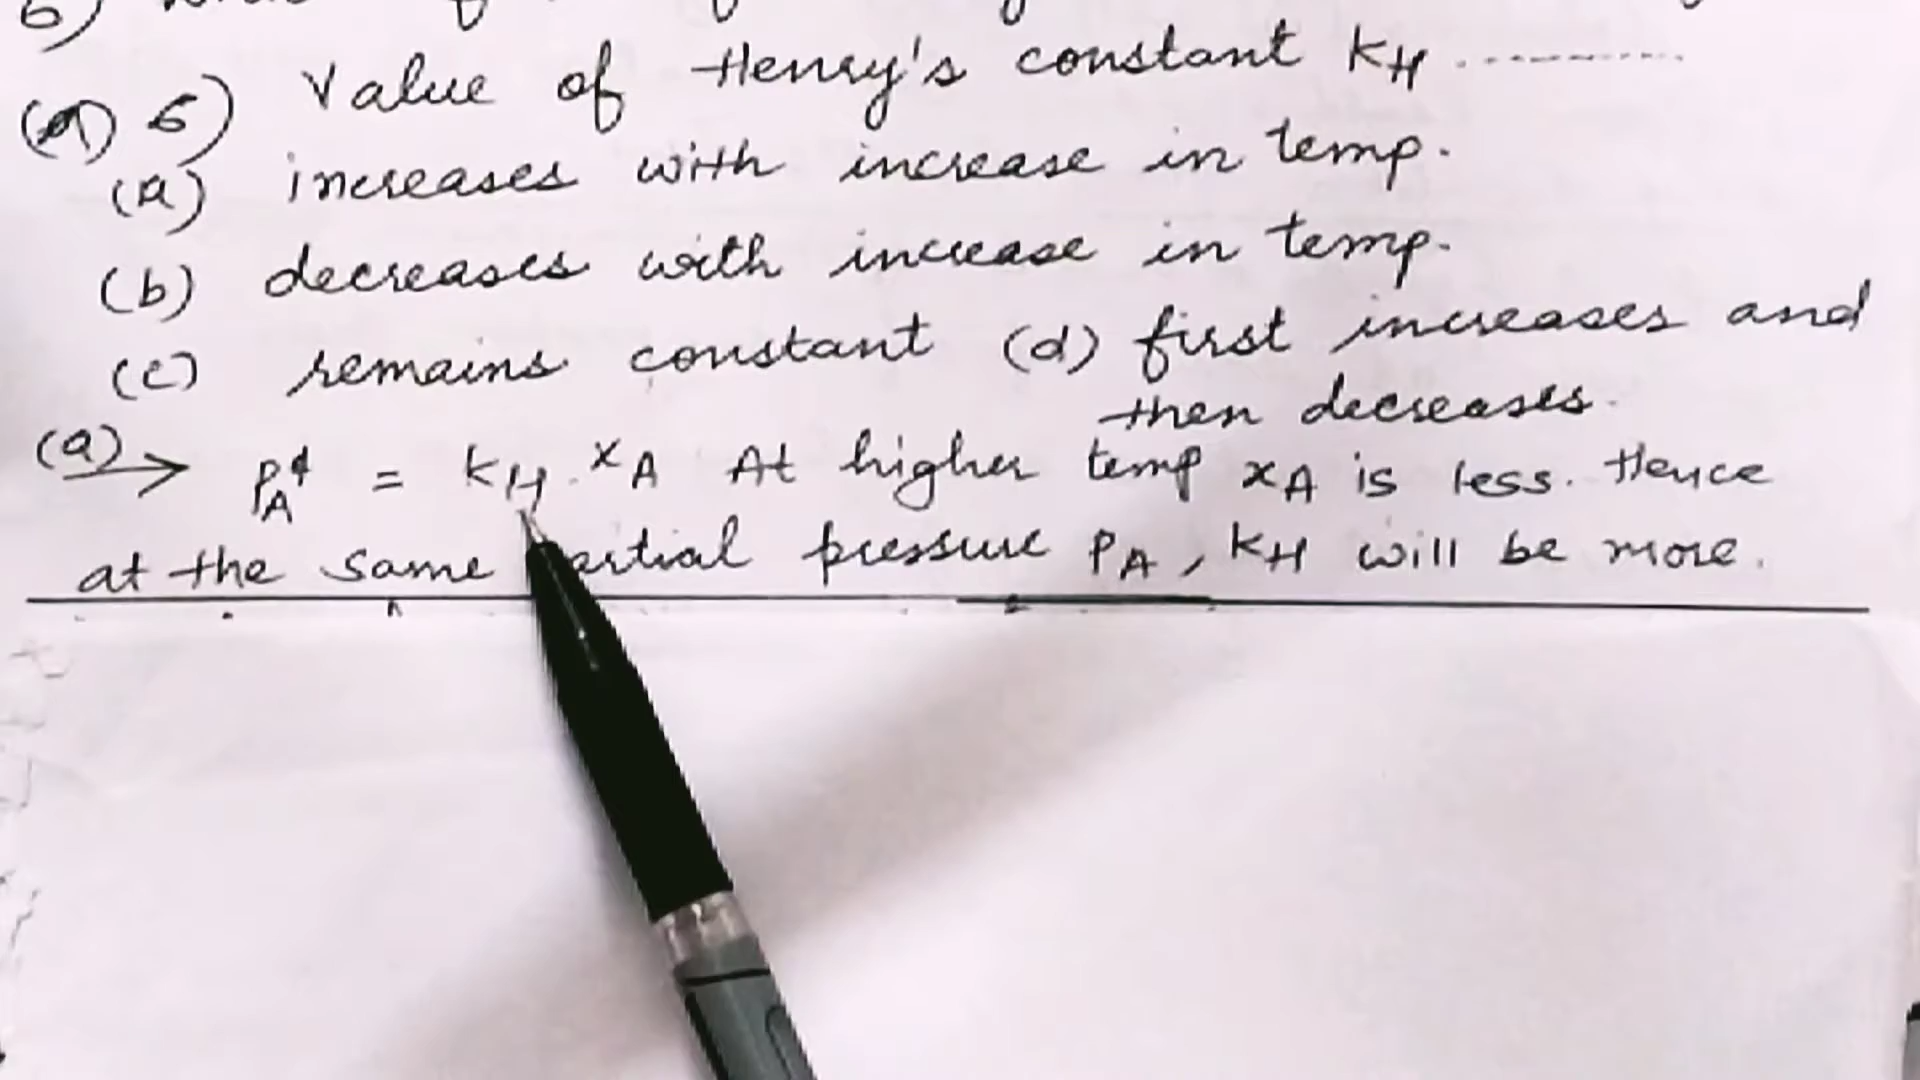 6)
(Q) 5) Value of Henry's constant KH ............
(a) increases with increase in temp.
(b) decreases with increase in temp.
(c) remains constant (d) first increases and
then decreases.
(a) → PA = KH . xA At higher temp xA is less. Hence
at the same partial pressure PA, KH will be more.